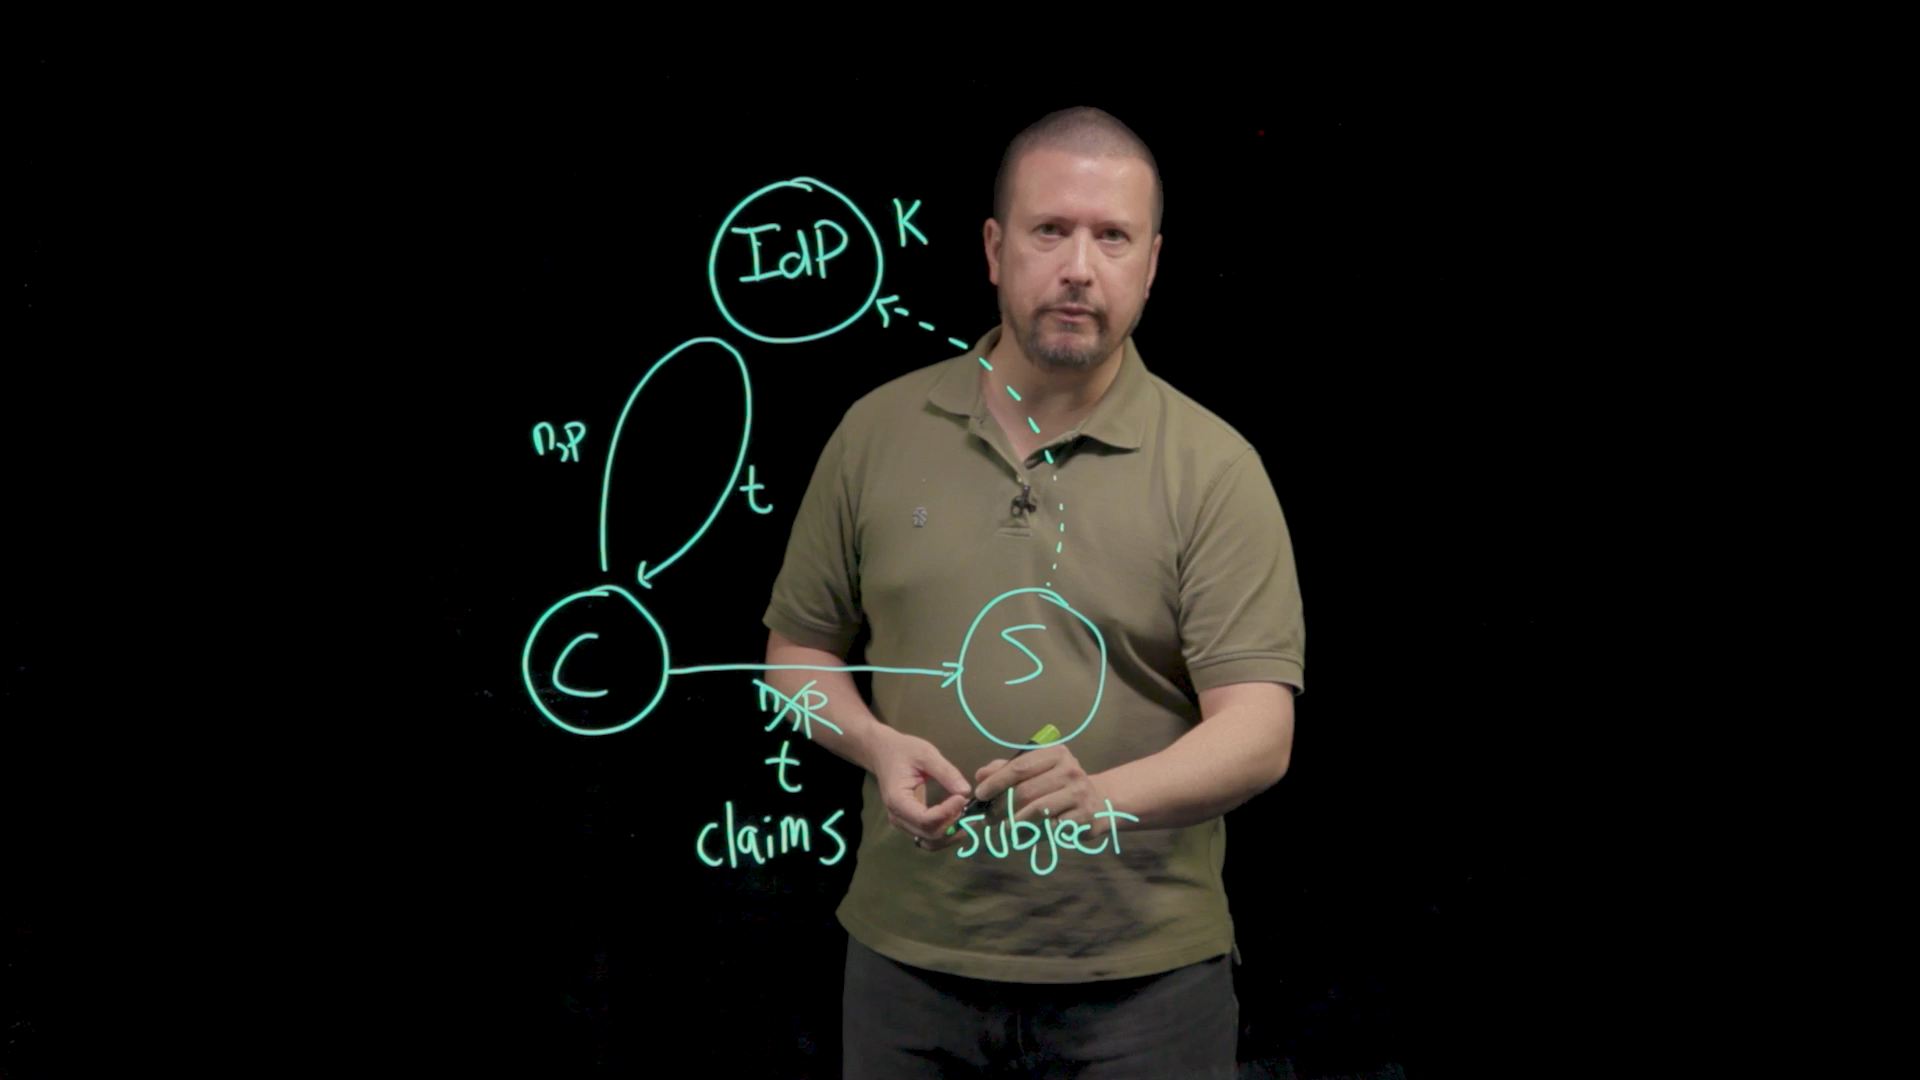 IdP K
n,p
t
C S
n,p
t
claims subject